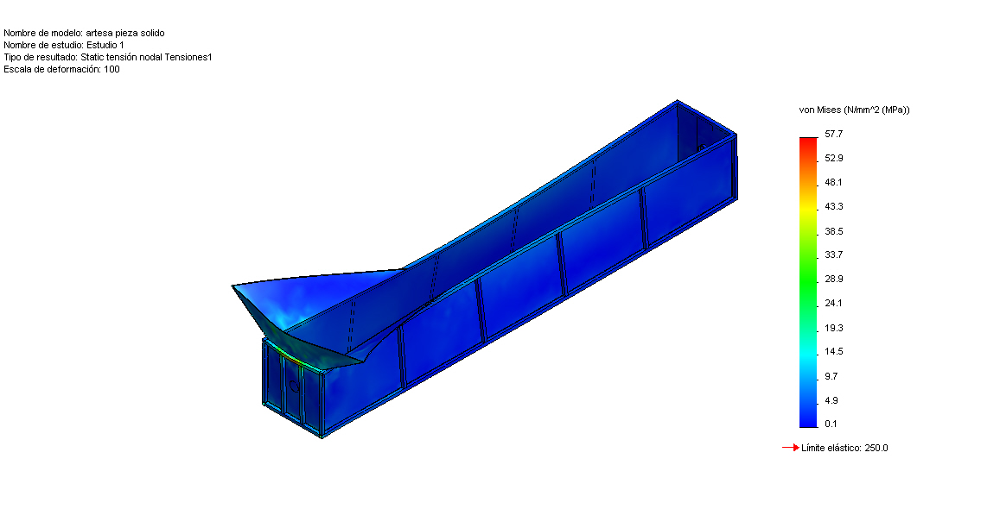 Nombre de modelo: artesa pieza solido
Nombre de estudio: Estudio 1
Tipo de resultado: Static tensión nodal Tensiones1
Escala de deformación: 100
von Mises (N/mm^2 (MPa))
57.7
52.9
48.1
43.3
38.5
33.7
28.9
24.1
19.3
14.5
9.7
4.9
0.1
Límite elástico: 250.0